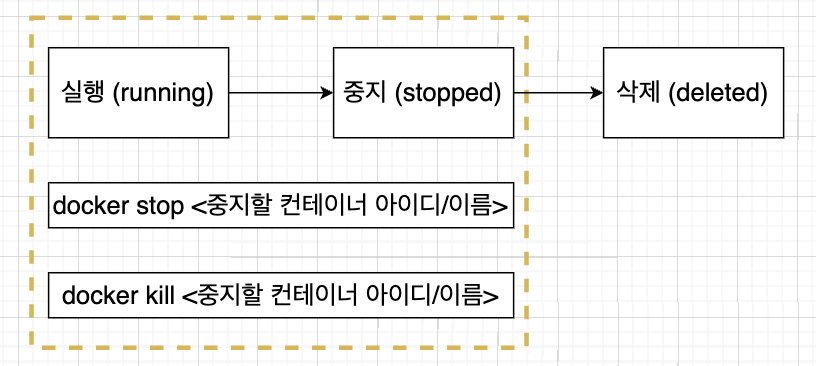 실행 (running)
중지 (stopped)
삭제 (deleted)
docker stop <중지할 컨테이너 아이디/이름>
docker kill <중지할 컨테이너 아이디/이름>